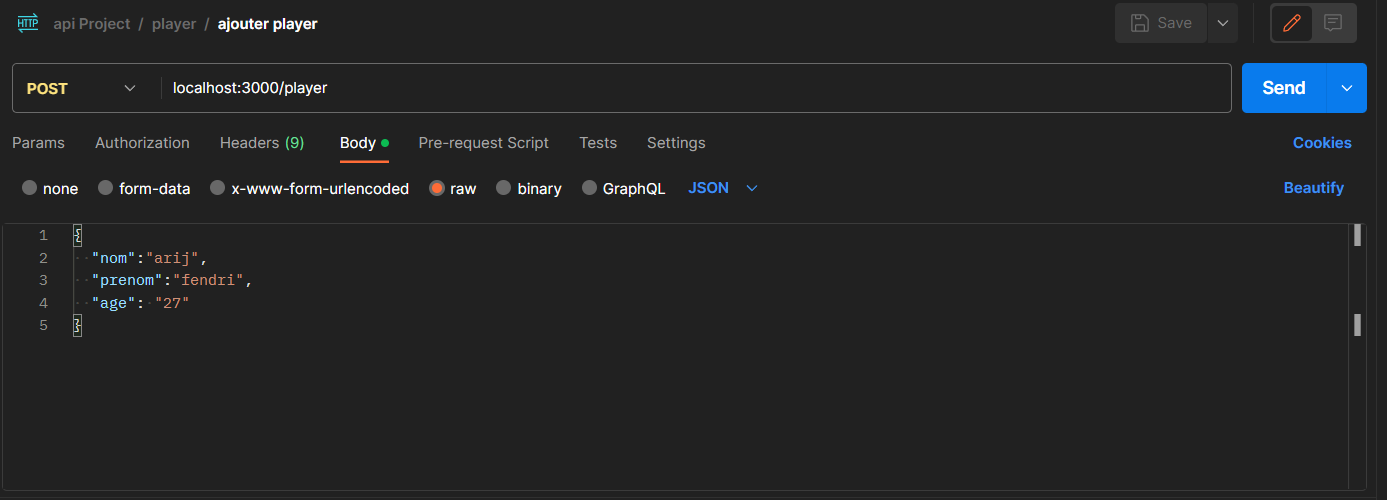 HTTP api Project / player / ajouter player Save
POST localhost:3000/player Send
Params Authorization Headers (9) Body Pre-request Script Tests Settings Cookies
none form-data x-www-form-urlencoded raw binary GraphQL JSON Beautify
1 {
2 "nom":"arij",
3 "prenom":"fendri",
4 "age": "27"
5 }